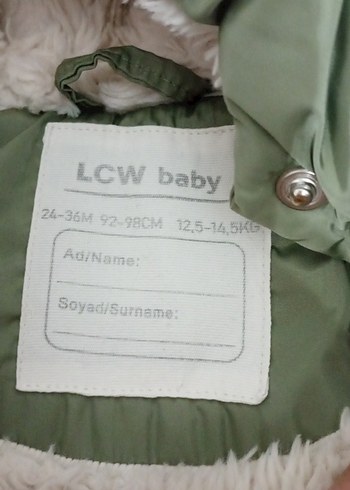 LCW baby
24-36M 92-98CM 12,5-14,5KG
Ad/Name:
Soyad/Surname: